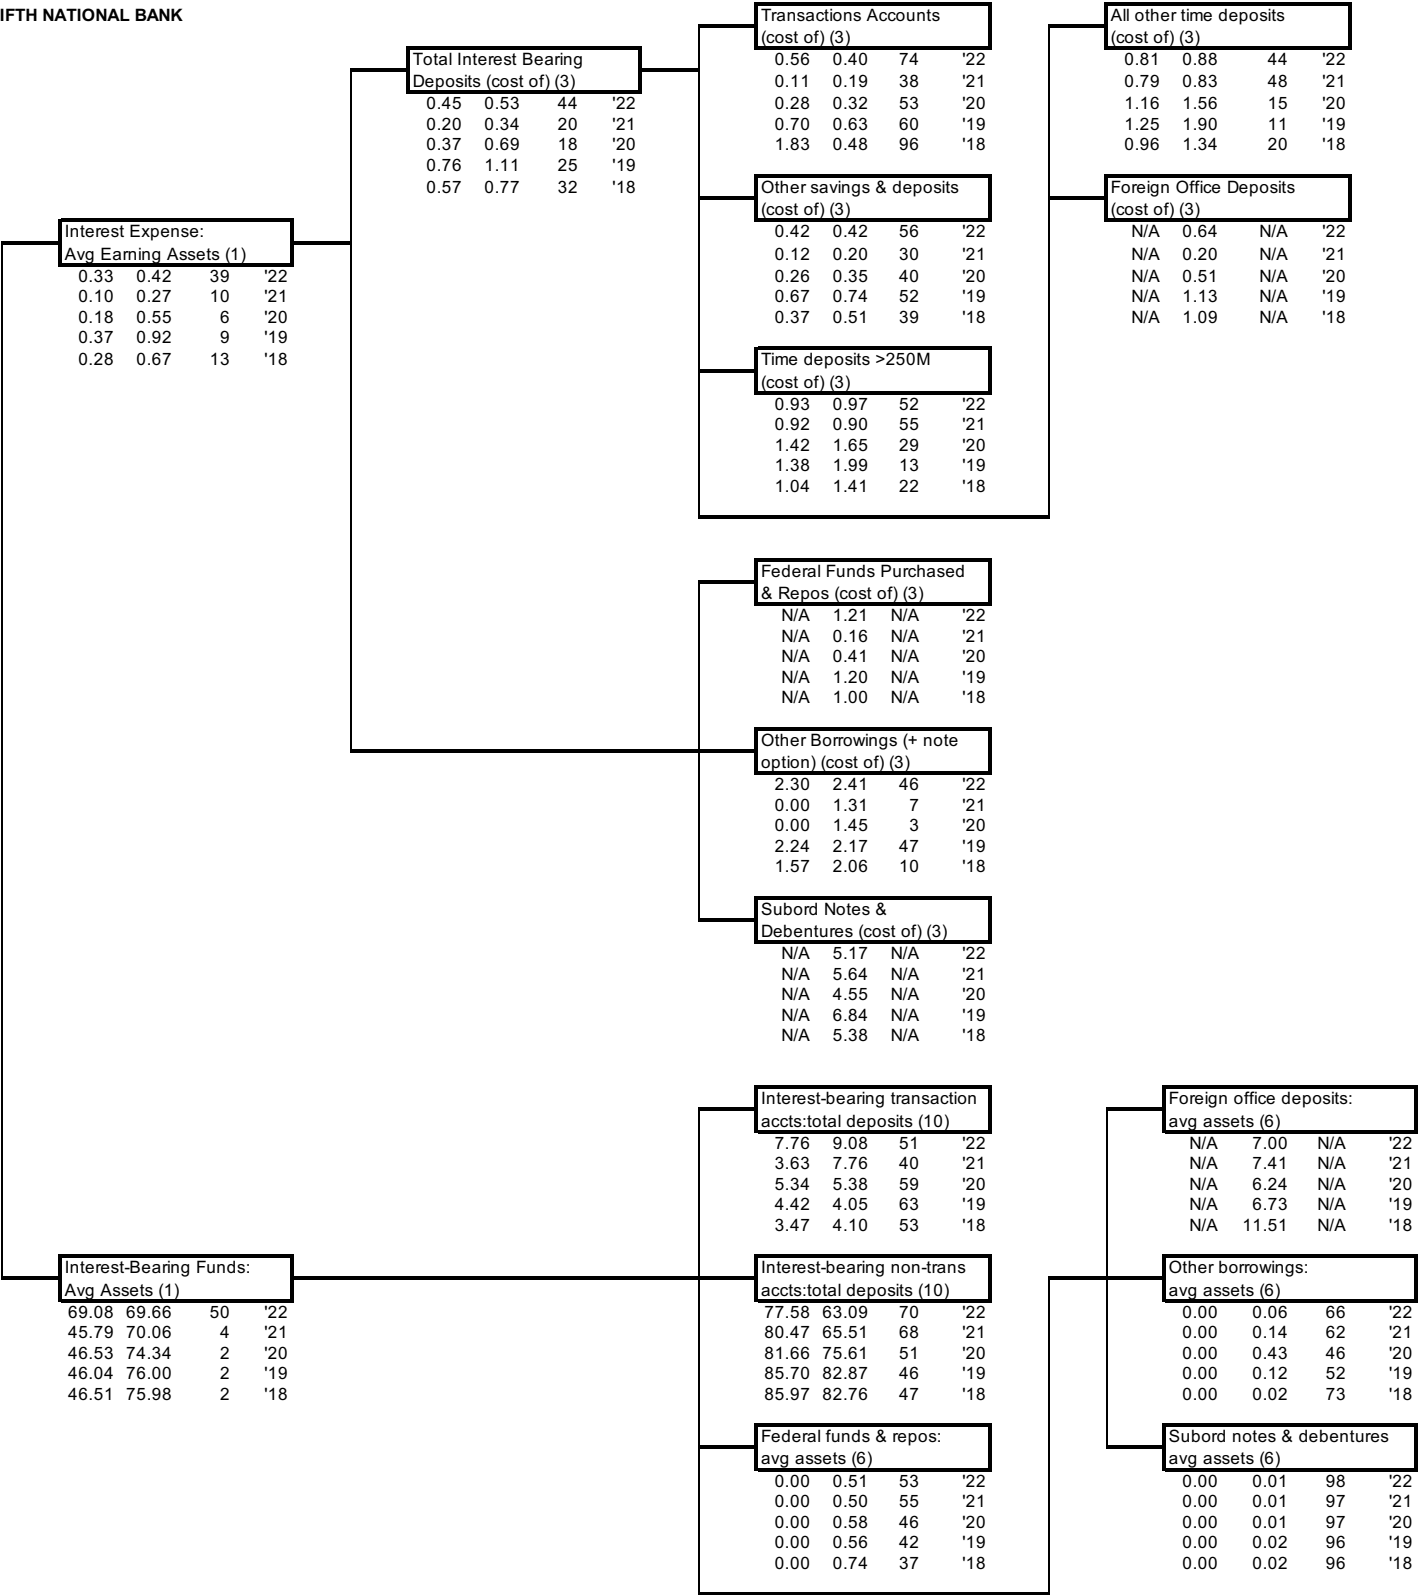 IFTH NATIONAL BANK
Transactions Accounts
(cost of) (3)
0.56 0.40 74 '22
0.11 0.19 38 '21
0.28 0.32 53 '20
0.70 0.63 60 '19
1.83 0.48 96 '18
All other time deposits
(cost of) (3)
0.81 0.88 44 '22
0.79 0.83 48 '21
1.16 1.56 15 '20
1.25 1.90 11 '19
0.96 1.34 20 '18
Total Interest Bearing
Deposits (cost of) (3)
0.45 0.53 44 '22
0.20 0.34 20 '21
0.37 0.69 18 '20
0.76 1.11 25 '19
0.57 0.77 32 '18
Other savings & deposits
(cost of) (3)
0.42 0.42 56 '22
0.12 0.20 30 '21
0.26 0.35 40 '20
0.67 0.74 52 '19
0.37 0.51 39 '18
Foreign Office Deposits
(cost of) (3)
N/A 0.64 N/A '22
N/A 0.20 N/A '21
N/A 0.51 N/A '20
N/A 1.13 N/A '19
N/A 1.09 N/A '18
Interest Expense:
Avg Earning Assets (1)
0.33 0.42 39 '22
0.10 0.27 10 '21
0.18 0.55 6 '20
0.37 0.92 9 '19
0.28 0.67 13 '18
Time deposits >250M
(cost of) (3)
0.93 0.97 52 '22
0.92 0.90 55 '21
1.42 1.65 29 '20
1.38 1.99 13 '19
1.04 1.41 22 '18
Federal Funds Purchased
& Repos (cost of) (3)
N/A 1.21 N/A '22
N/A 0.16 N/A '21
N/A 0.41 N/A '20
N/A 1.20 N/A '19
N/A 1.00 N/A '18
Other Borrowings (+ note
option) (cost of) (3)
2.30 2.41 46 '22
0.00 1.31 7 '21
0.00 1.45 3 '20
2.24 2.17 47 '19
1.57 2.06 10 '18
Subord Notes &
Debentures (cost of) (3)
N/A 5.17 N/A '22
N/A 5.64 N/A '21
N/A 4.55 N/A '20
N/A 6.84 N/A '19
N/A 5.38 N/A '18
Interest-bearing transaction
accts:total deposits (10)
7.76 9.08 51 '22
3.63 7.76 40 '21
5.34 5.38 59 '20
4.42 4.05 63 '19
3.47 4.10 53 '18
Foreign office deposits:
avg assets (6)
N/A 7.00 N/A '22
N/A 7.41 N/A '21
N/A 6.24 N/A '20
N/A 6.73 N/A '19
N/A 11.51 N/A '18
Interest-Bearing Funds:
Avg Assets (1)
69.08 69.66 50 '22
45.79 70.06 4 '21
46.53 74.34 2 '20
46.04 76.00 2 '19
46.51 75.98 2 '18
Interest-bearing non-trans
accts:total deposits (10)
77.58 63.09 70 '22
80.47 65.51 68 '21
81.66 75.61 51 '20
85.70 82.87 46 '19
85.97 82.76 47 '18
Other borrowings:
avg assets (6)
0.00 0.06 66 '22
0.00 0.14 62 '21
0.00 0.43 46 '20
0.00 0.12 52 '19
0.00 0.02 73 '18
Federal funds & repos:
avg assets (6)
0.00 0.51 53 '22
0.00 0.50 55 '21
0.00 0.58 46 '20
0.00 0.56 42 '19
0.00 0.74 37 '18
Subord notes & debentures
avg assets (6)
0.00 0.01 98 '22
0.00 0.01 97 '21
0.00 0.01 97 '20
0.00 0.02 96 '19
0.00 0.02 96 '18